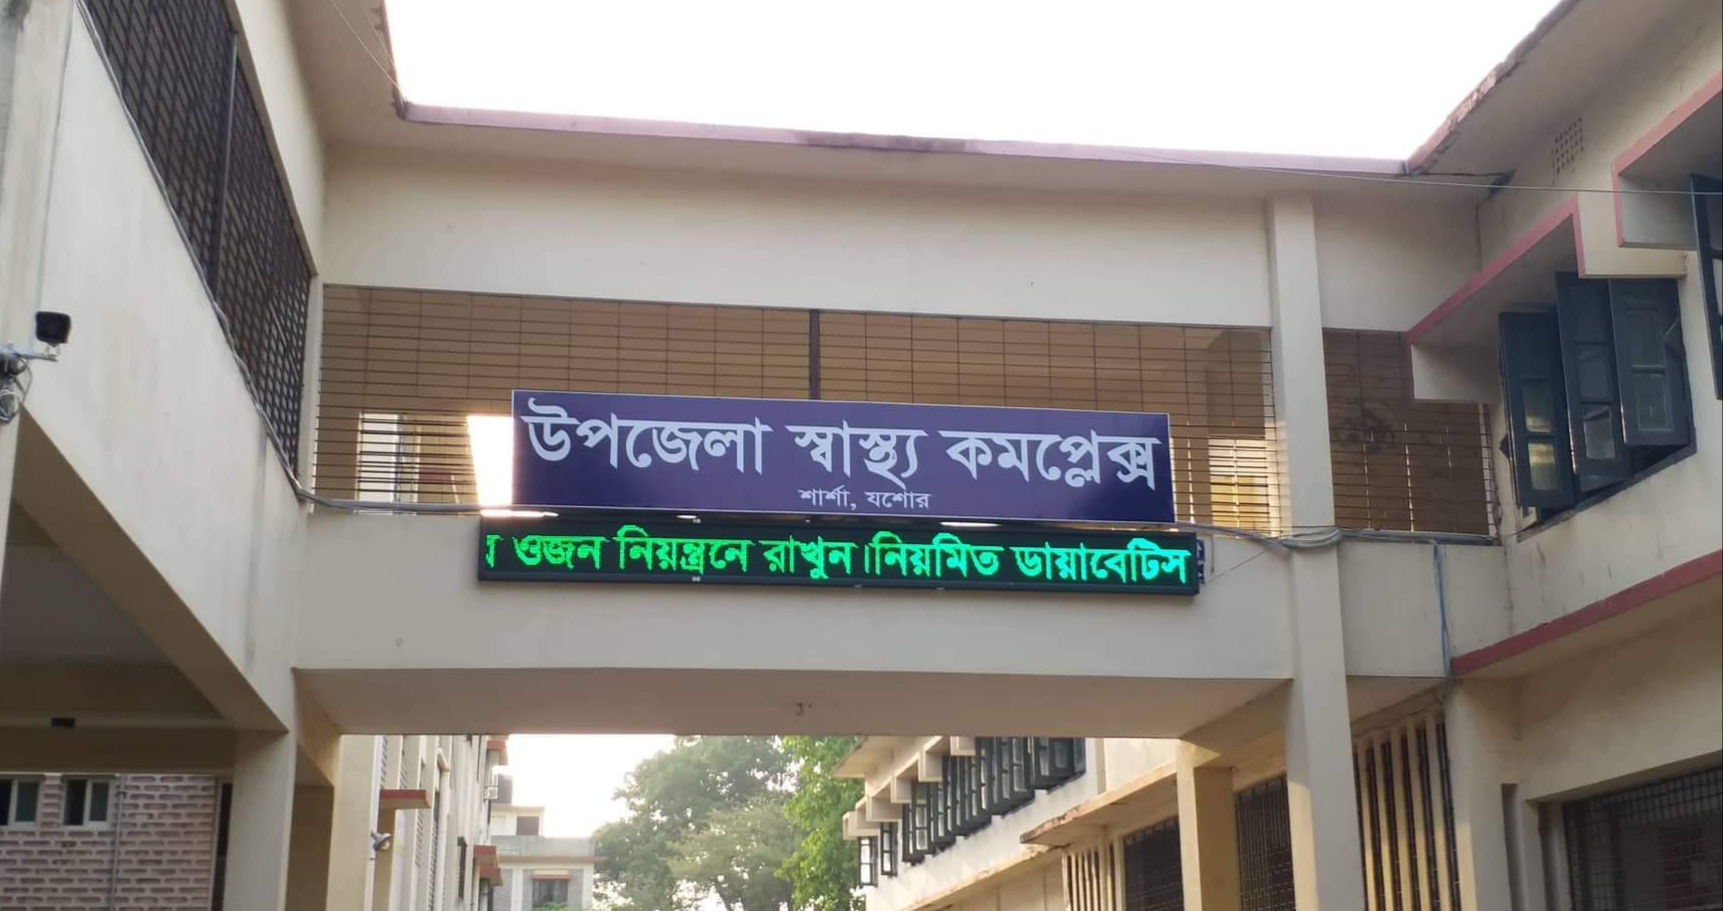 উপজেলা স্বাস্থ্য কমপ্লেক্স
শার্শা, যশোর
ওজন নিয়ন্ত্রনে রাখুন।নিয়মিত ডায়াবেটিস